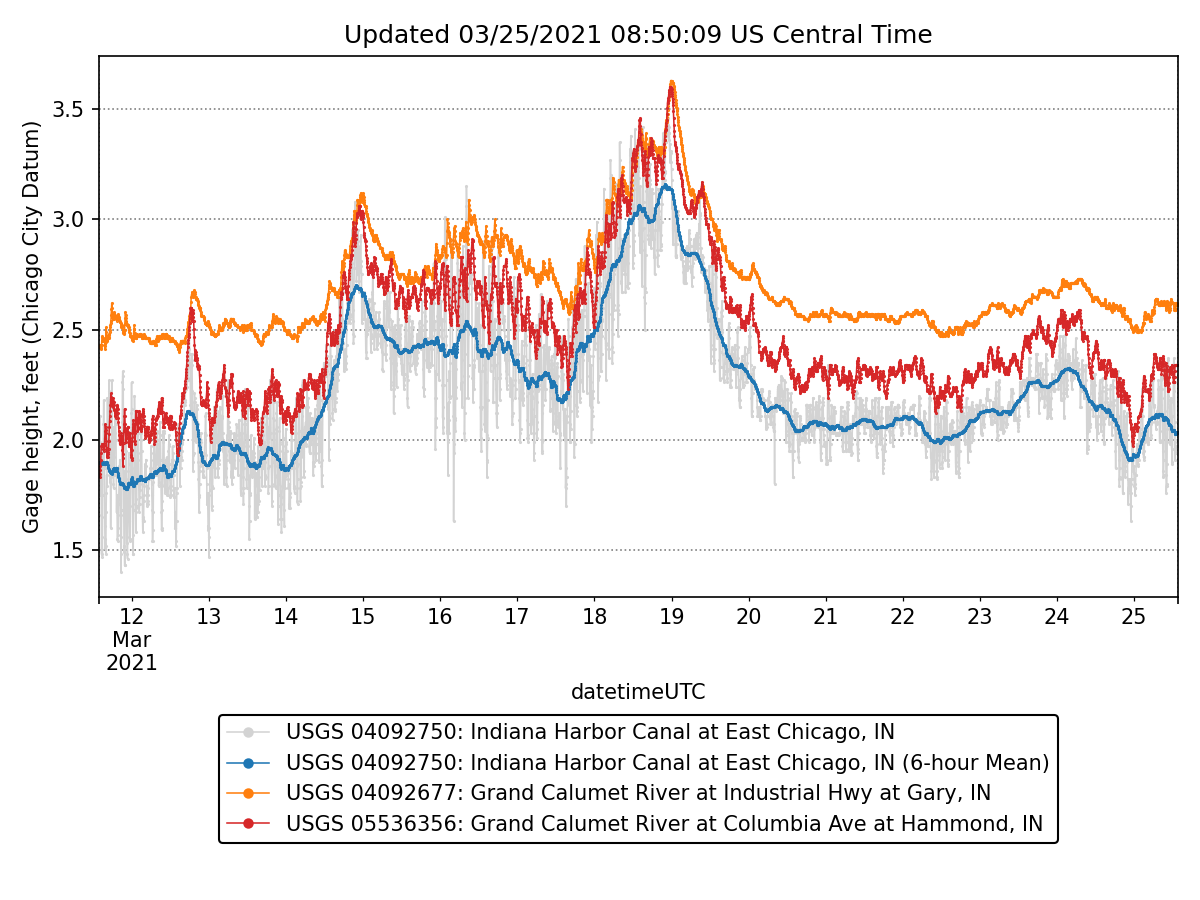 Updated 03/25/2021 08:50:09 US Central Time
Gage height, feet (Chicago City Datum)
3.5
3.0
2.5
2.0
1.5
12 13 14 15 16 17 18 19 20 21 22 23 24 25
Mar
2021
datetimeUTC
USGS 04092750: Indiana Harbor Canal at East Chicago, IN
USGS 04092750: Indiana Harbor Canal at East Chicago, IN (6-hour Mean)
USGS 04092677: Grand Calumet River at Industrial Hwy at Gary, IN
USGS 05536356: Grand Calumet River at Columbia Ave at Hammond, IN